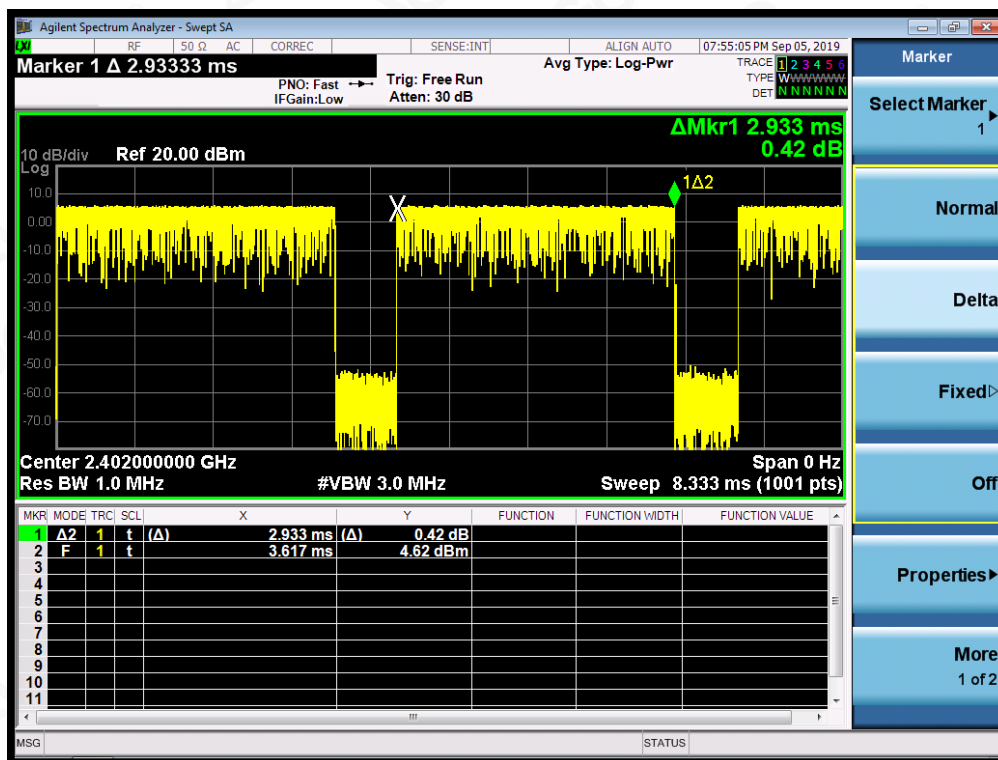 Agilent Spectrum Analyzer - Swept SA
LXI RF 50 Ω AC CORREC SENSE:INT ALIGN AUTO 07:55:05 PM Sep 05, 2019
Marker 1 Δ 2.93333 ms
PNO: Fast
IFGain:Low
Trig: Free Run
Atten: 30 dB
Avg Type: Log-Pwr
TRACE 1 2 3 4 5 6
TYPE WWWWWWW
DET N N N N N N
ΔMkr1 2.933 ms
0.42 dB
10 dB/div Ref 20.00 dBm
Log
10.0
0.00
-10.0
-20.0
-30.0
-40.0
-50.0
-60.0
-70.0
X
1Δ2
Center 2.402000000 GHz Span 0 Hz
Res BW 1.0 MHz #VBW 3.0 MHz Sweep 8.333 ms (1001 pts)
MKR MODE TRC SCL X Y FUNCTION FUNCTION WIDTH FUNCTION VALUE
1 Δ2 1 t (Δ) 2.933 ms (Δ) 0.42 dB
2 F 1 t 3.617 ms 4.62 dBm
3
4
5
6
7
8
9
10
11
MSG STATUS
Marker
Select Marker
1
Normal
Delta
Fixed
Off
Properties
More
1 of 2